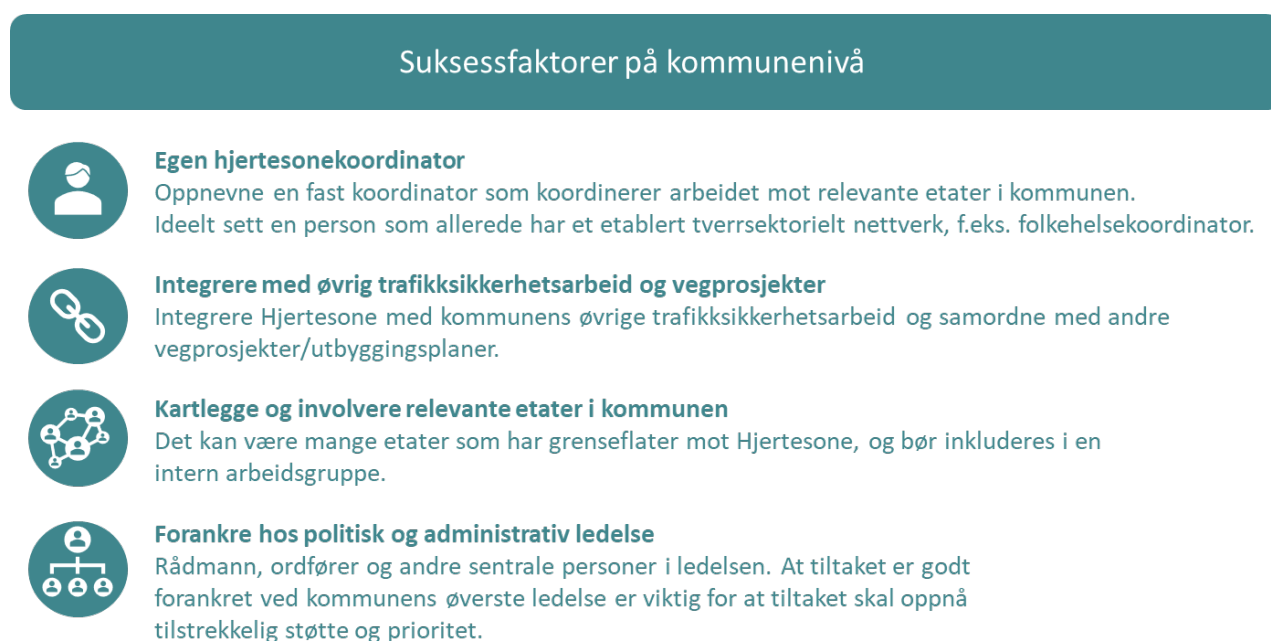 Suksessfaktorer på kommunenivå
Egen hjertesonekoordinator
Oppnevne en fast koordinator som koordinerer arbeidet mot relevante etater i kommunen.
Ideelt sett en person som allerede har et etablert tverrsektorielt nettverk, f.eks. folkehelsekoordinator.
Integrere med øvrig trafikksikkerhetsarbeid og vegprosjekter
Integrere Hjertesone med kommunens øvrige trafikksikkerhetsarbeid og samordne med andre
vegprosjekter/utbyggingsplaner.
Kartlegge og involvere relevante etater i kommunen
Det kan være mange etater som har grenseflater mot Hjertesone, og bør inkluderes i en
intern arbeidsgruppe.
Forankre hos politisk og administrativ ledelse
Rådmann, ordfører og andre sentrale personer i ledelsen. At tiltaket er godt
forankret ved kommunens øverste ledelse er viktig for at tiltaket skal oppnå
tilstrekkelig støtte og prioritet.